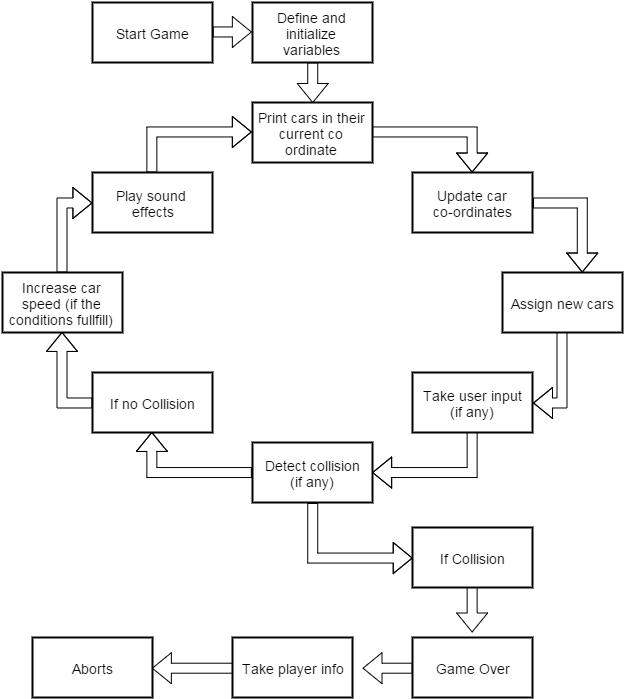 Start Game
Define and
initialize
variables
Print cars in their
current co
ordinate
Play sound
effects
Update car
co-ordinates
Increase car
speed (if the
conditions fullfill)
Assign new cars
If no Collision
Take user input
(if any)
Detect collision
(if any)
If Collision
Aborts
Take player info
Game Over